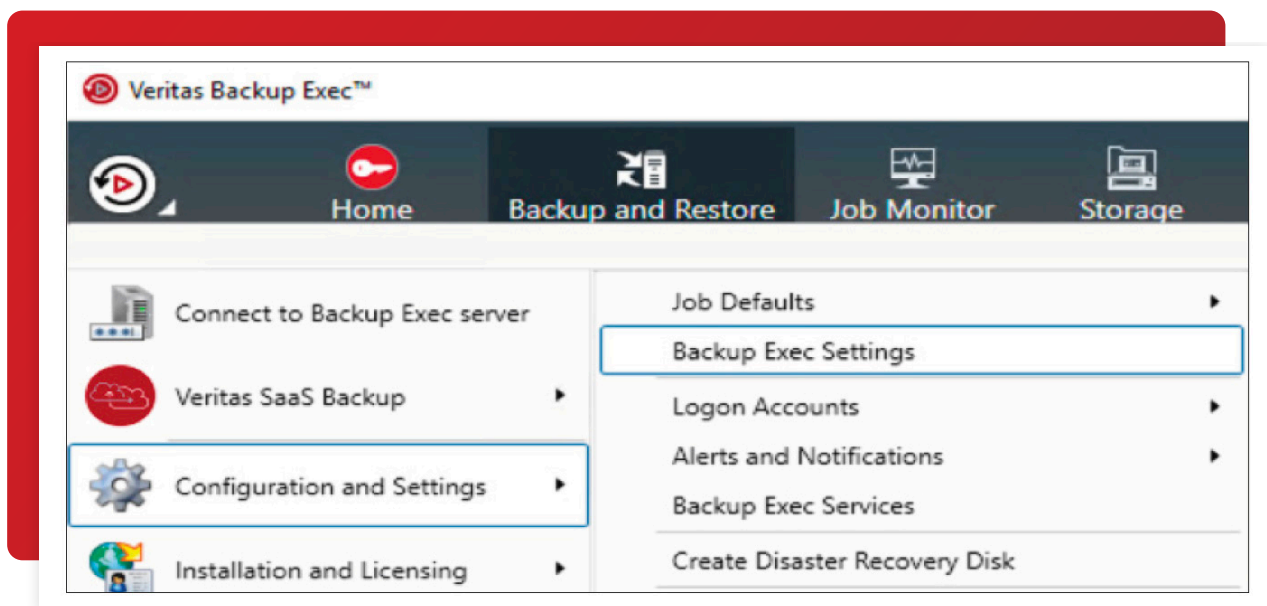 Veritas Backup Exec™
Home
Backup and Restore
Job Monitor
Storage
Connect to Backup Exec server
Veritas SaaS Backup
Configuration and Settings
Installation and Licensing
Job Defaults
Backup Exec Settings
Logon Accounts
Alerts and Notifications
Backup Exec Services
Create Disaster Recovery Disk